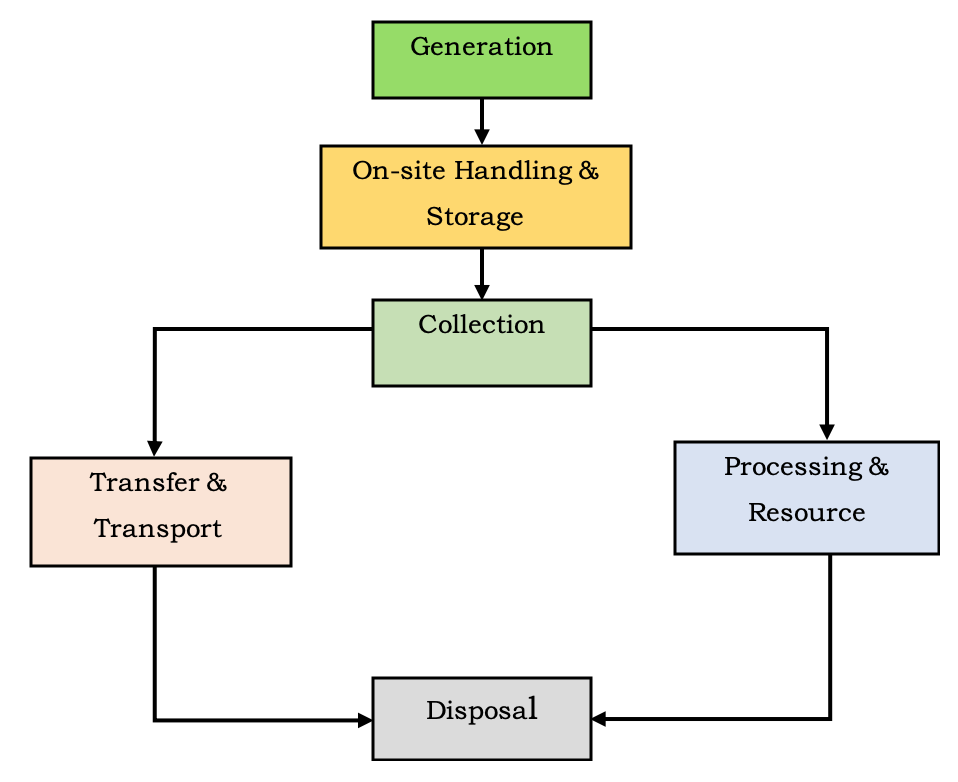 Generation
On-site Handling &
Storage
Collection
Transfer &
Transport
Processing &
Resource
Disposal